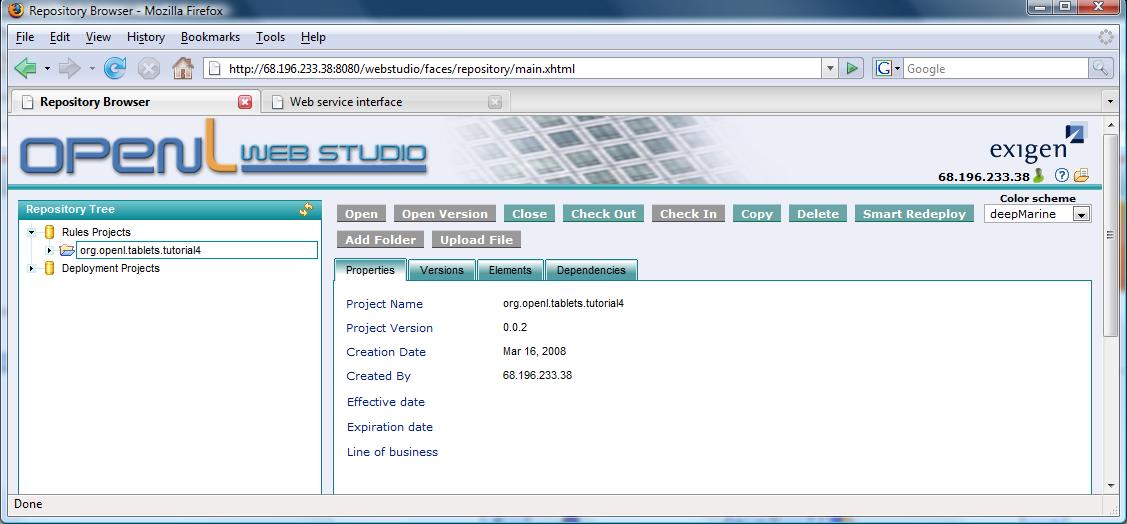 Repository Browser - Mozilla Firefox
File Edit View History Bookmarks Tools Help
http://68.196.233.38:8080/webstudio/faces/repository/main.xhtml
G Google
Repository Browser
Web service interface
OPENL WEB STUDIO
exigen
68.196.233.38
Repository Tree
Rules Projects
org.openl.tablets.tutorial4
Deployment Projects
Open Open Version Close Check Out Check In Copy Delete Smart Redeploy
Color scheme
deepMarine
Add Folder Upload File
Properties Versions Elements Dependencies
Project Name org.openl.tablets.tutorial4
Project Version 0.0.2
Creation Date Mar 16, 2008
Created By 68.196.233.38
Effective date
Expiration date
Line of business
Done